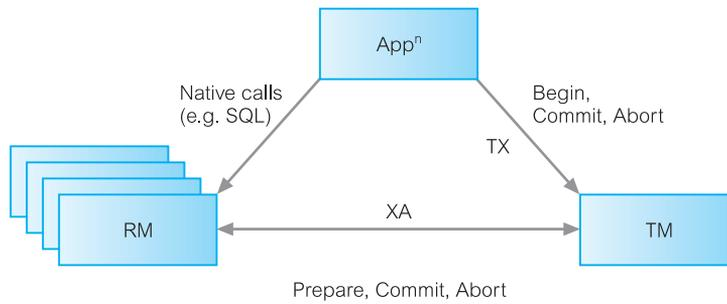 Appⁿ
Native calls
(e.g. SQL)
Begin,
Commit, Abort
TX
XA
RM
TM
Prepare, Commit, Abort